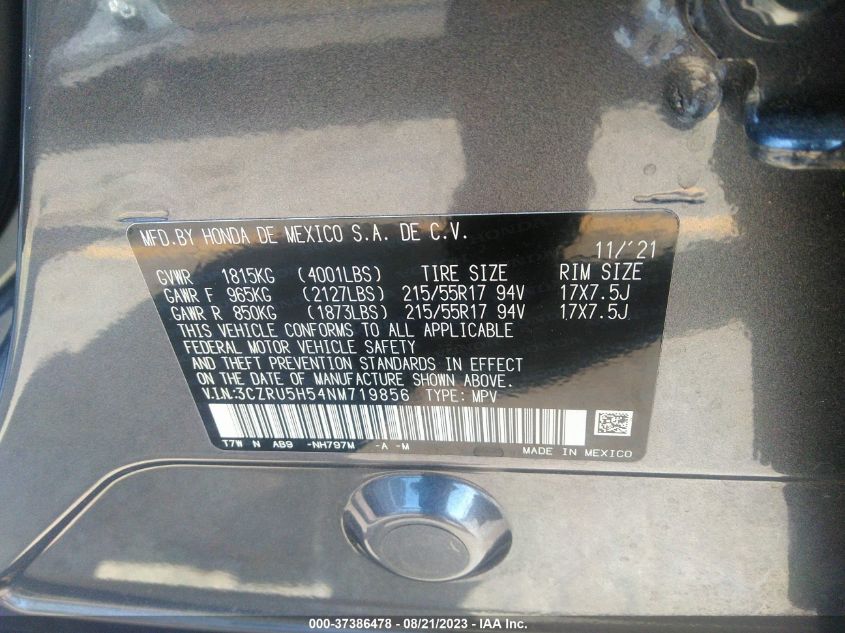 MFD.BY HONDA DE MEXICO S.A. DE C.V.
11/'21
GVWR 1815KG (4001LBS) TIRE SIZE RIM SIZE
GAWR F 965KG (2127LBS) 215/55R17 94V 17X7.5J
GAWR R 850KG (1873LBS) 215/55R17 94V 17X7.5J
THIS VEHICLE CONFORMS TO ALL APPLICABLE
FEDERAL MOTOR VEHICLE SAFETY
AND THEFT PREVENTION STANDARDS IN EFFECT
ON THE DATE OF MANUFACTURE SHOWN ABOVE.
V.I.N:3CZRU5H54NM719856 TYPE: MPV
T7W N AB9 -NH797M -A -M
MADE IN MEXICO
000-37386478 - 08/21/2023 - IAA Inc.